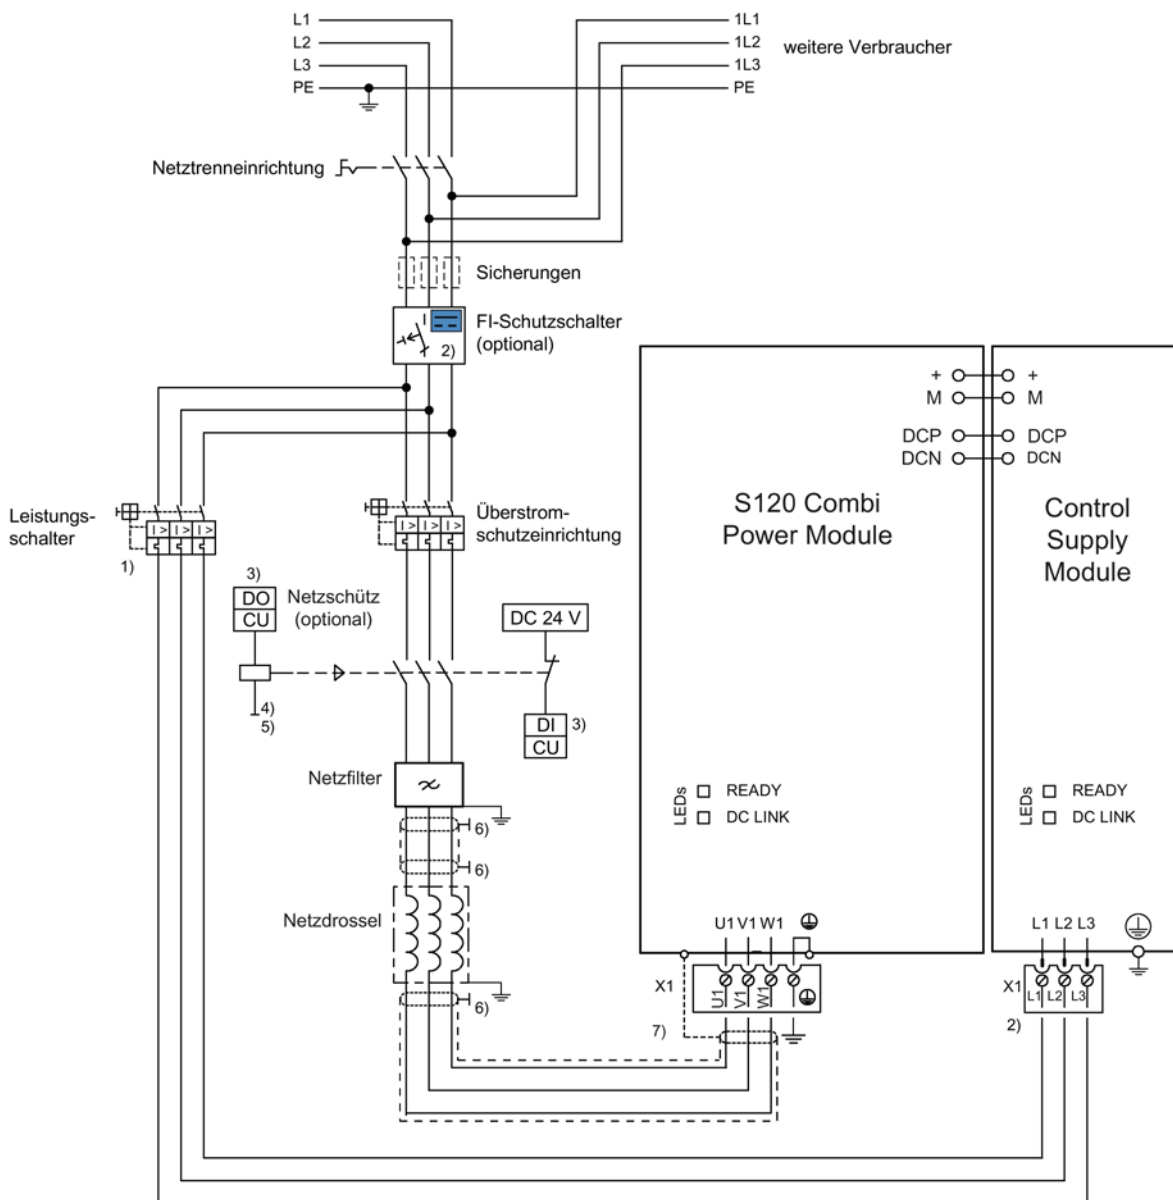 L1
1L1
L2
1L2
weitere Verbraucher
L3
1L3
PE
PE
Netztrenneinrichtung
Sicherungen
FI-Schutzschalter
(optional)
2)
+
+
M
M
DCP
DCP
DCN
DCN
S120 Combi
Power Module
Control
Supply
Module
Leistungs-
schalter
1)
I > I > I >
I > I > I >
Überstrom-
schutzeinrichtung
3)
DO
CU
Netzschütz
(optional)
4)
5)
DC 24 V
DI
CU
3)
Netzfilter
6)
6)
LEDs
READY
DC LINK
LEDs
READY
DC LINK
Netzdrossel
6)
U1 V1 W1
X1
U1 V1 W1
7)
L1 L2 L3
X1
L1 L2 L3
2)